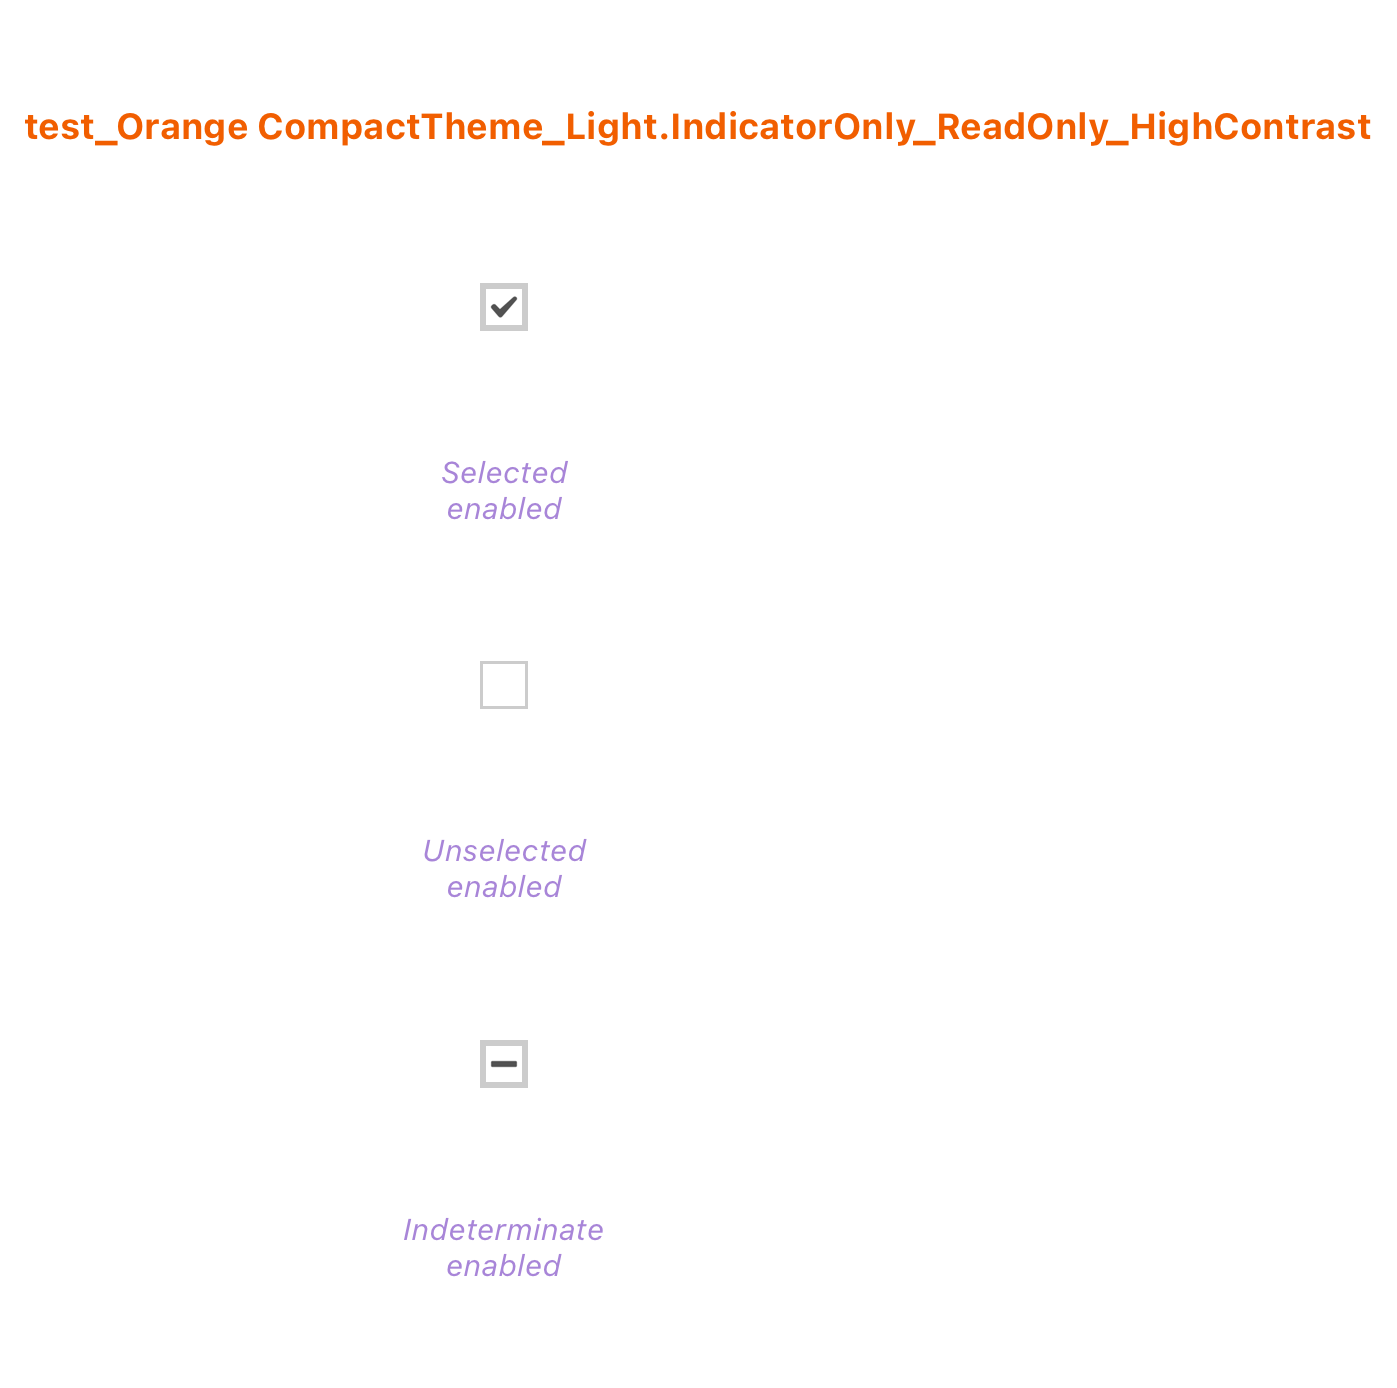 test_Orange CompactTheme_Light.IndicatorOnly_ReadOnly_HighContrast
Selected
enabled
Unselected
enabled
Indeterminate
enabled